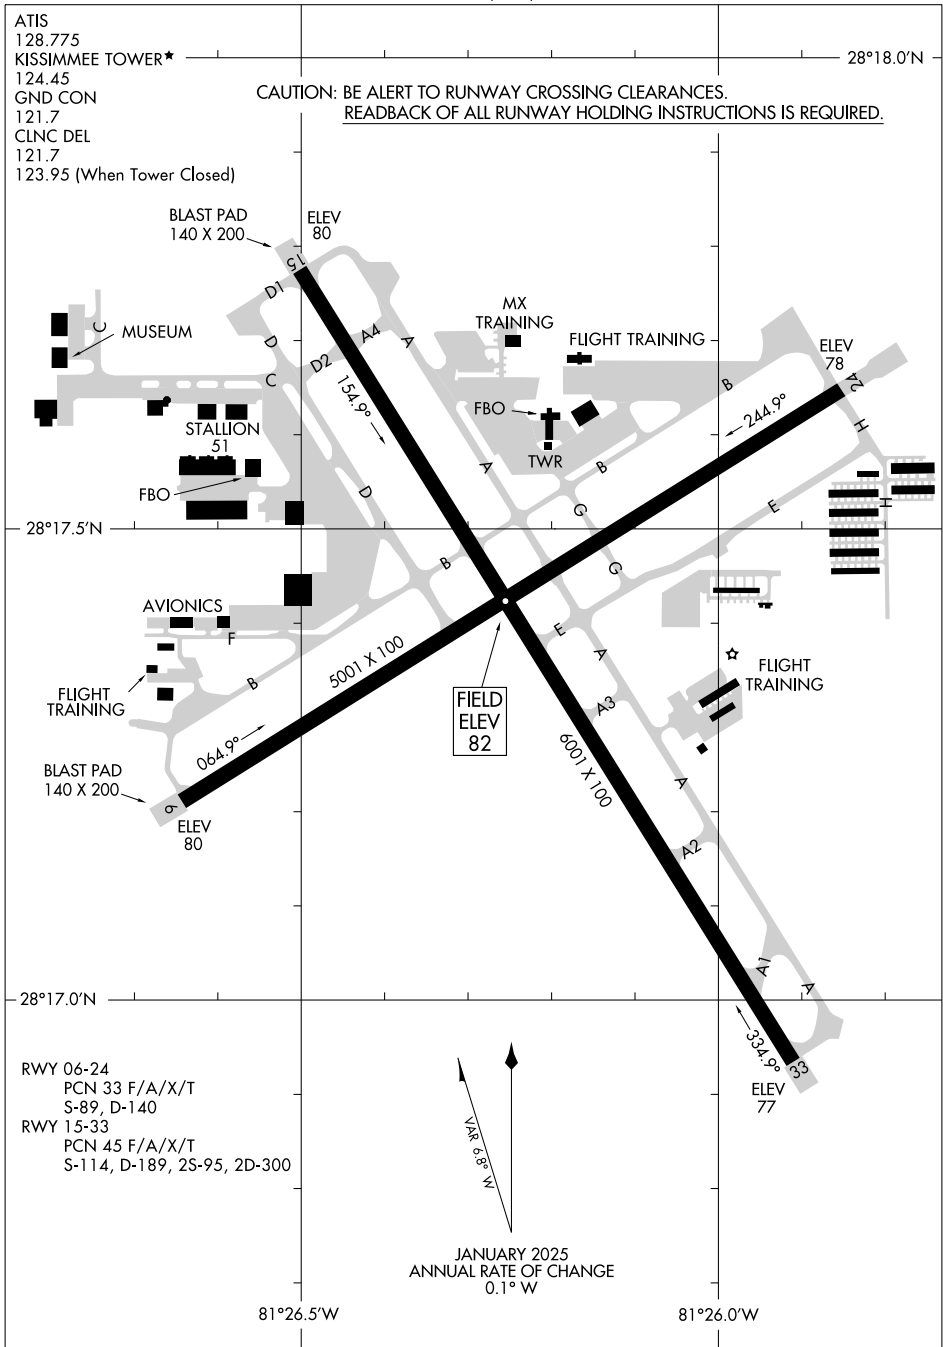 ATIS
128.775
KISSIMMEE TOWER★
124.45
GND CON
121.7
CLNC DEL
121.7
123.95 (When Tower Closed)
28°18.0'N
CAUTION: BE ALERT TO RUNWAY CROSSING CLEARANCES.
READBACK OF ALL RUNWAY HOLDING INSTRUCTIONS IS REQUIRED.
BLAST PAD
140 X 200
ELEV
80
15
D1
C
MUSEUM
D
D2
A4
A
C
154.9°
MX
TRAINING
FLIGHT TRAINING
ELEV
78
24
B
244.9°
H
FBO
TWR
STALLION
51
FBO
A
B
D
G
E
H
28°17.5'N
B
G
AVIONICS
F
E
A
5001 X 100
B
FLIGHT
TRAINING
FLIGHT
TRAINING
FIELD
ELEV
82
A3
064.9°
6001 X 100
BLAST PAD
140 X 200
6
ELEV
80
A
A2
A1
A
28°17.0'N
334.9°
33
ELEV
77
RWY 06-24
PCN 33 F/A/X/T
S-89, D-140
RWY 15-33
PCN 45 F/A/X/T
S-114, D-189, 2S-95, 2D-300
VAR 6.8° W
JANUARY 2025
ANNUAL RATE OF CHANGE
0.1° W
81°26.5'W
81°26.0'W